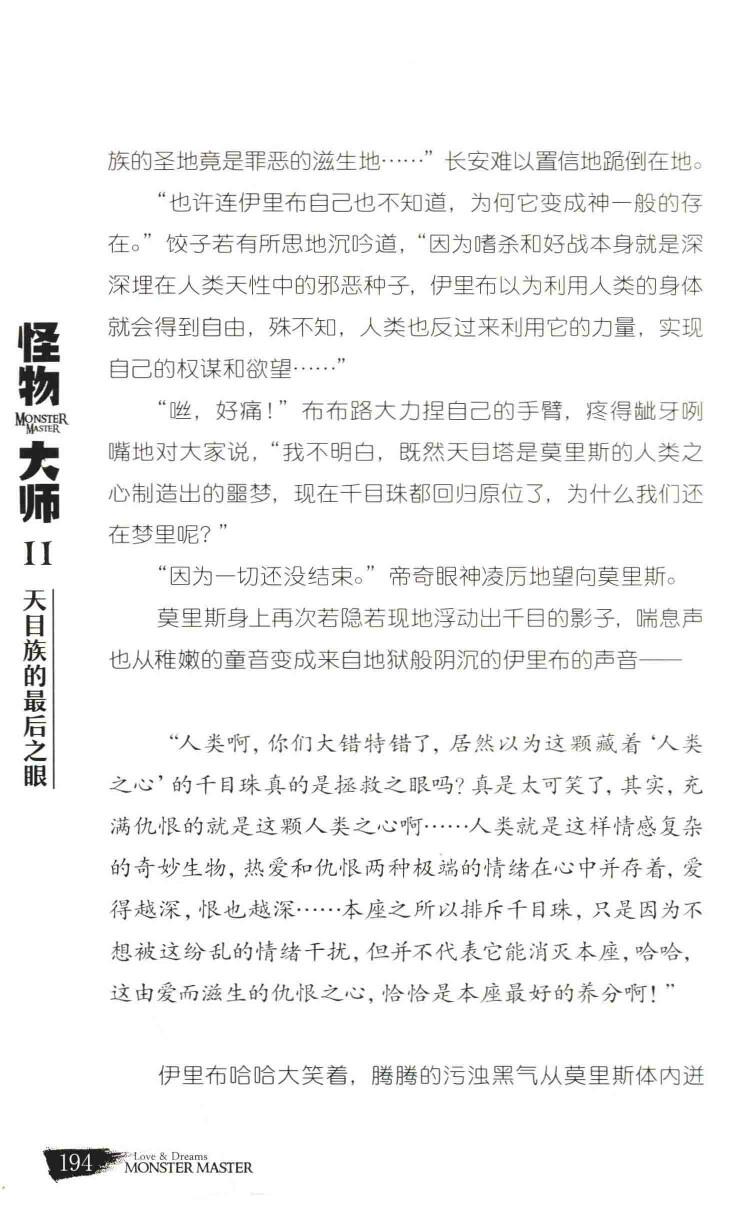 族的圣地竟是罪恶的滋生地……”长安难以置信地跪倒在地。
“也许连伊里布自己也不知道，为何它变成神一般的存
在。”饺子若有所思地沉吟道，“因为嗜杀和好战本身就是深
深埋在人类天性中的邪恶种子，伊里布以为利用人类的身体
就会得到自由，殊不知，人类也反过来利用它的力量，实现
自己的权谋和欲望……”
“咝，好痛！”布布路大力捏自己的手臂，疼得龇牙咧
嘴地对大家说，“我不明白，既然天目塔是莫里斯的人类之
心制造出的噩梦，现在千目珠都回归原位了，为什么我们还
在梦里呢？”
“因为一切还没结束。”帝奇眼神凌厉地望向莫里斯。
莫里斯身上再次若隐若现地浮动出千目的影子，喘息声
也从稚嫩的童音变成来自地狱般阴沉的伊里布的声音——
“人类啊，你们大错特错了，居然以为这颗藏着‘人类
之心’的千目珠真的是拯救之眼吗？真是太可笑了，其实，充
满仇恨的就是这颗人类之心啊……人类就是这样情感复杂
的奇妙生物，热爱和仇恨两种极端的情绪在心中并存着，爱
得越深，恨也越深……本座之所以排斥千目珠，只是因为不
想被这纷乱的情绪干扰，但并不代表它能消灭本座，哈哈，
这由爱而滋生的仇恨之心，恰恰是本座最好的养分啊！”
伊里布哈哈大笑着，腾腾的污浊黑气从莫里斯体内迸
怪物
MONSTER
MASTER
大师
II
天目族的最后之眼
194
Love & Dreams
MONSTER MASTER